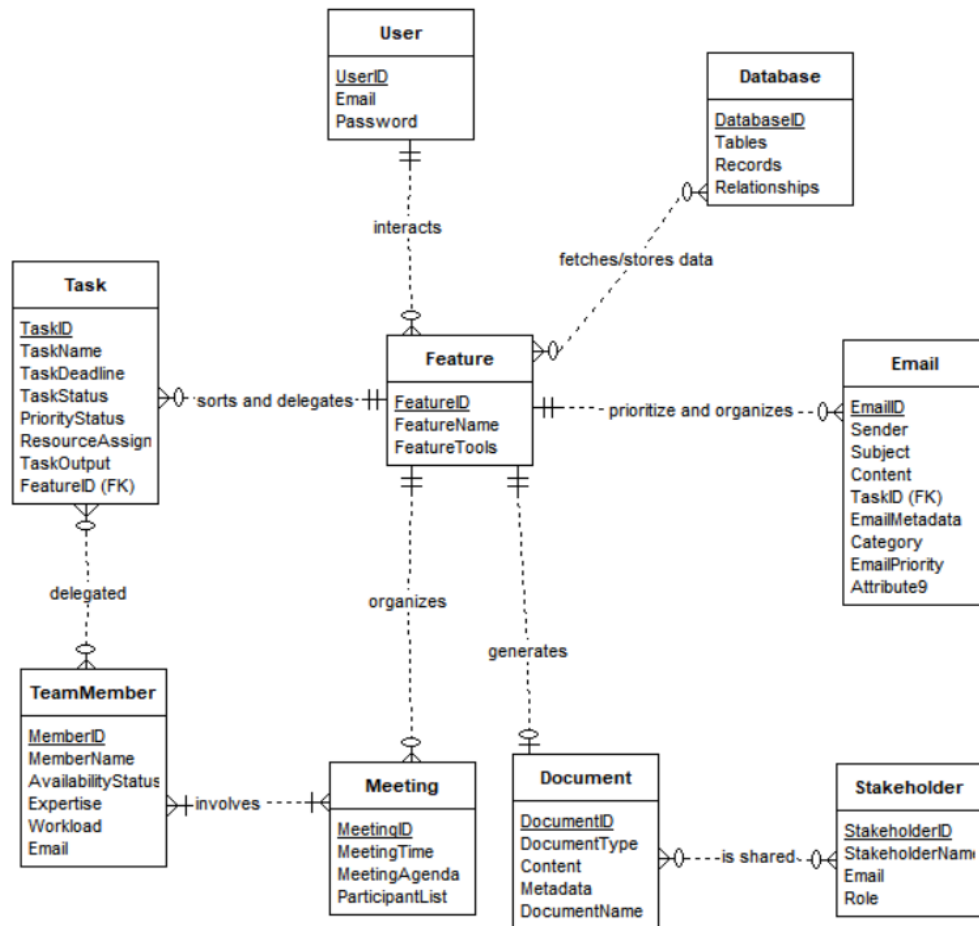 User
UserID
Email
Password
Database
DatabaseID
Tables
Records
Relationships
interacts
fetches/stores data
Task
TaskID
TaskName
TaskDeadline
TaskStatus
PriorityStatus
ResourceAssign
TaskOutput
FeatureID (FK)
sorts and delegates
Feature
FeatureID
FeatureName
FeatureTools
prioritize and organizes
Email
EmailID
Sender
Subject
Content
TaskID (FK)
EmailMetadata
Category
EmailPriority
Attribute9
delegated
organizes
generates
TeamMember
MemberID
MemberName
AvailabilityStatus
Expertise
Workload
Email
involves
Meeting
MeetingID
MeetingTime
MeetingAgenda
ParticipantList
Document
DocumentID
DocumentType
Content
Metadata
DocumentName
is shared
Stakeholder
StakeholderID
StakeholderName
Email
Role